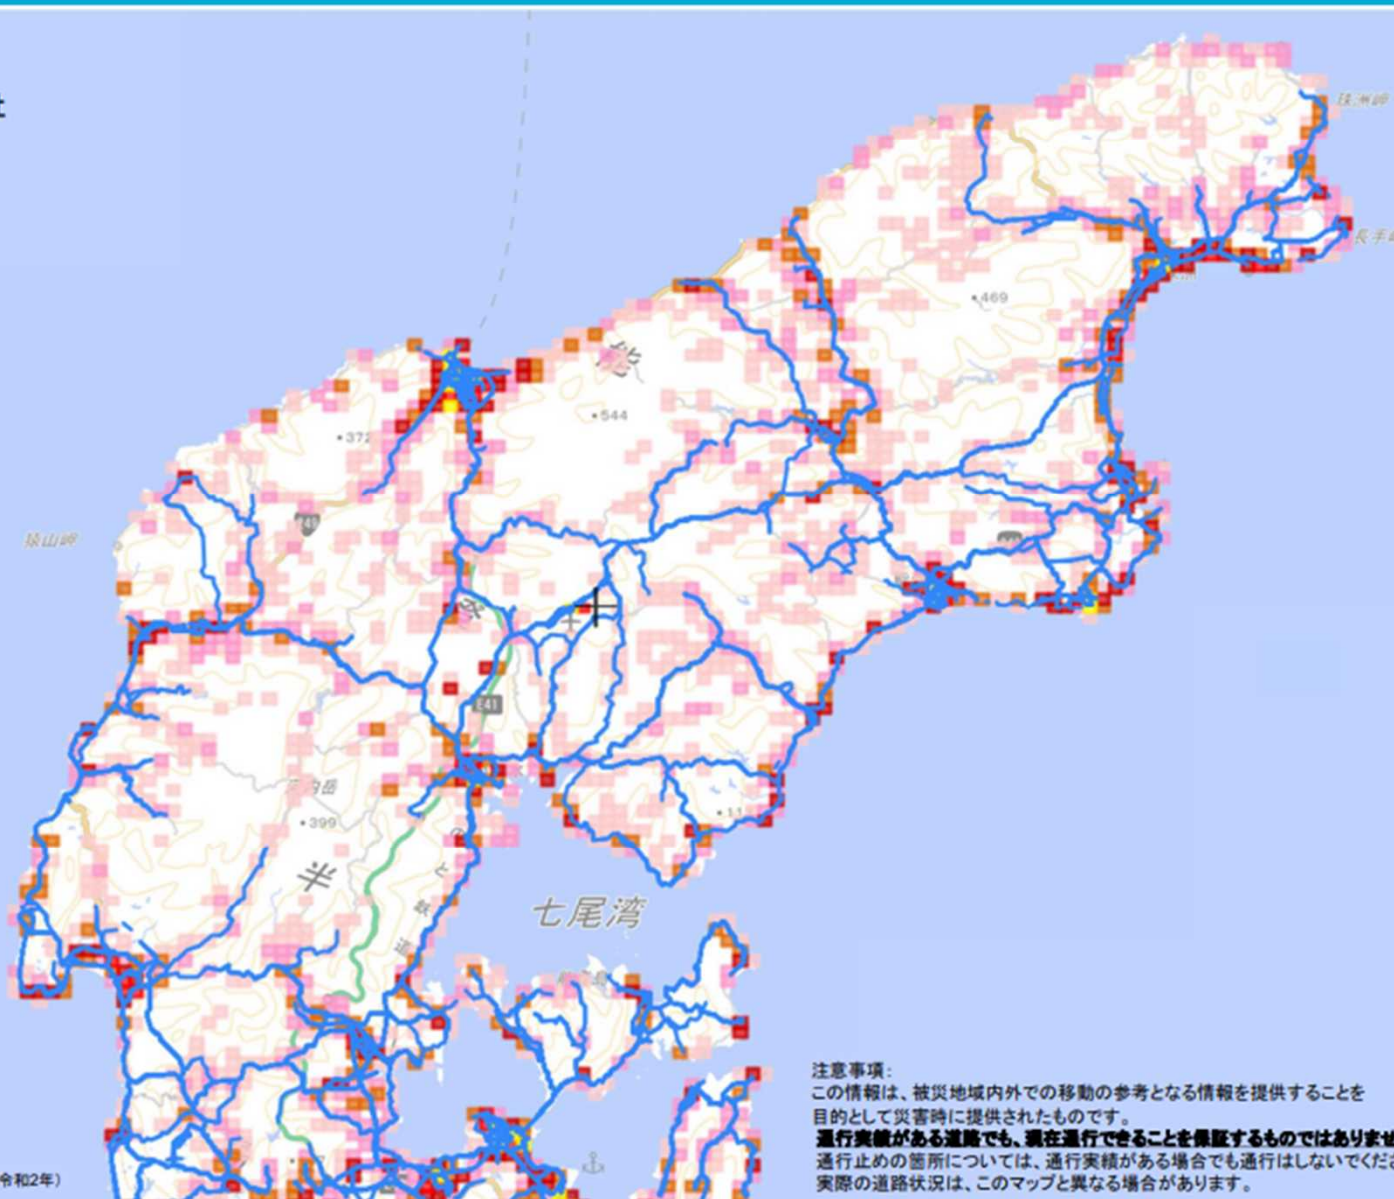 珠洲岬
長手
469
能
544
372
249
猿山岬
登
E41
399
11
半
の
と
鉄
道
七尾湾
注意事項:
この情報は、被災地域内外での移動の参考となる情報を提供することを
目的として災害時に提供されたものです。
通行実績がある道路でも、現在通行できることを保証するものではありませ
通行止めの箇所については、通行実績がある場合でも通行はしないでくだ
実際の道路状況は、このマップと異なる場合があります。
令和2年)